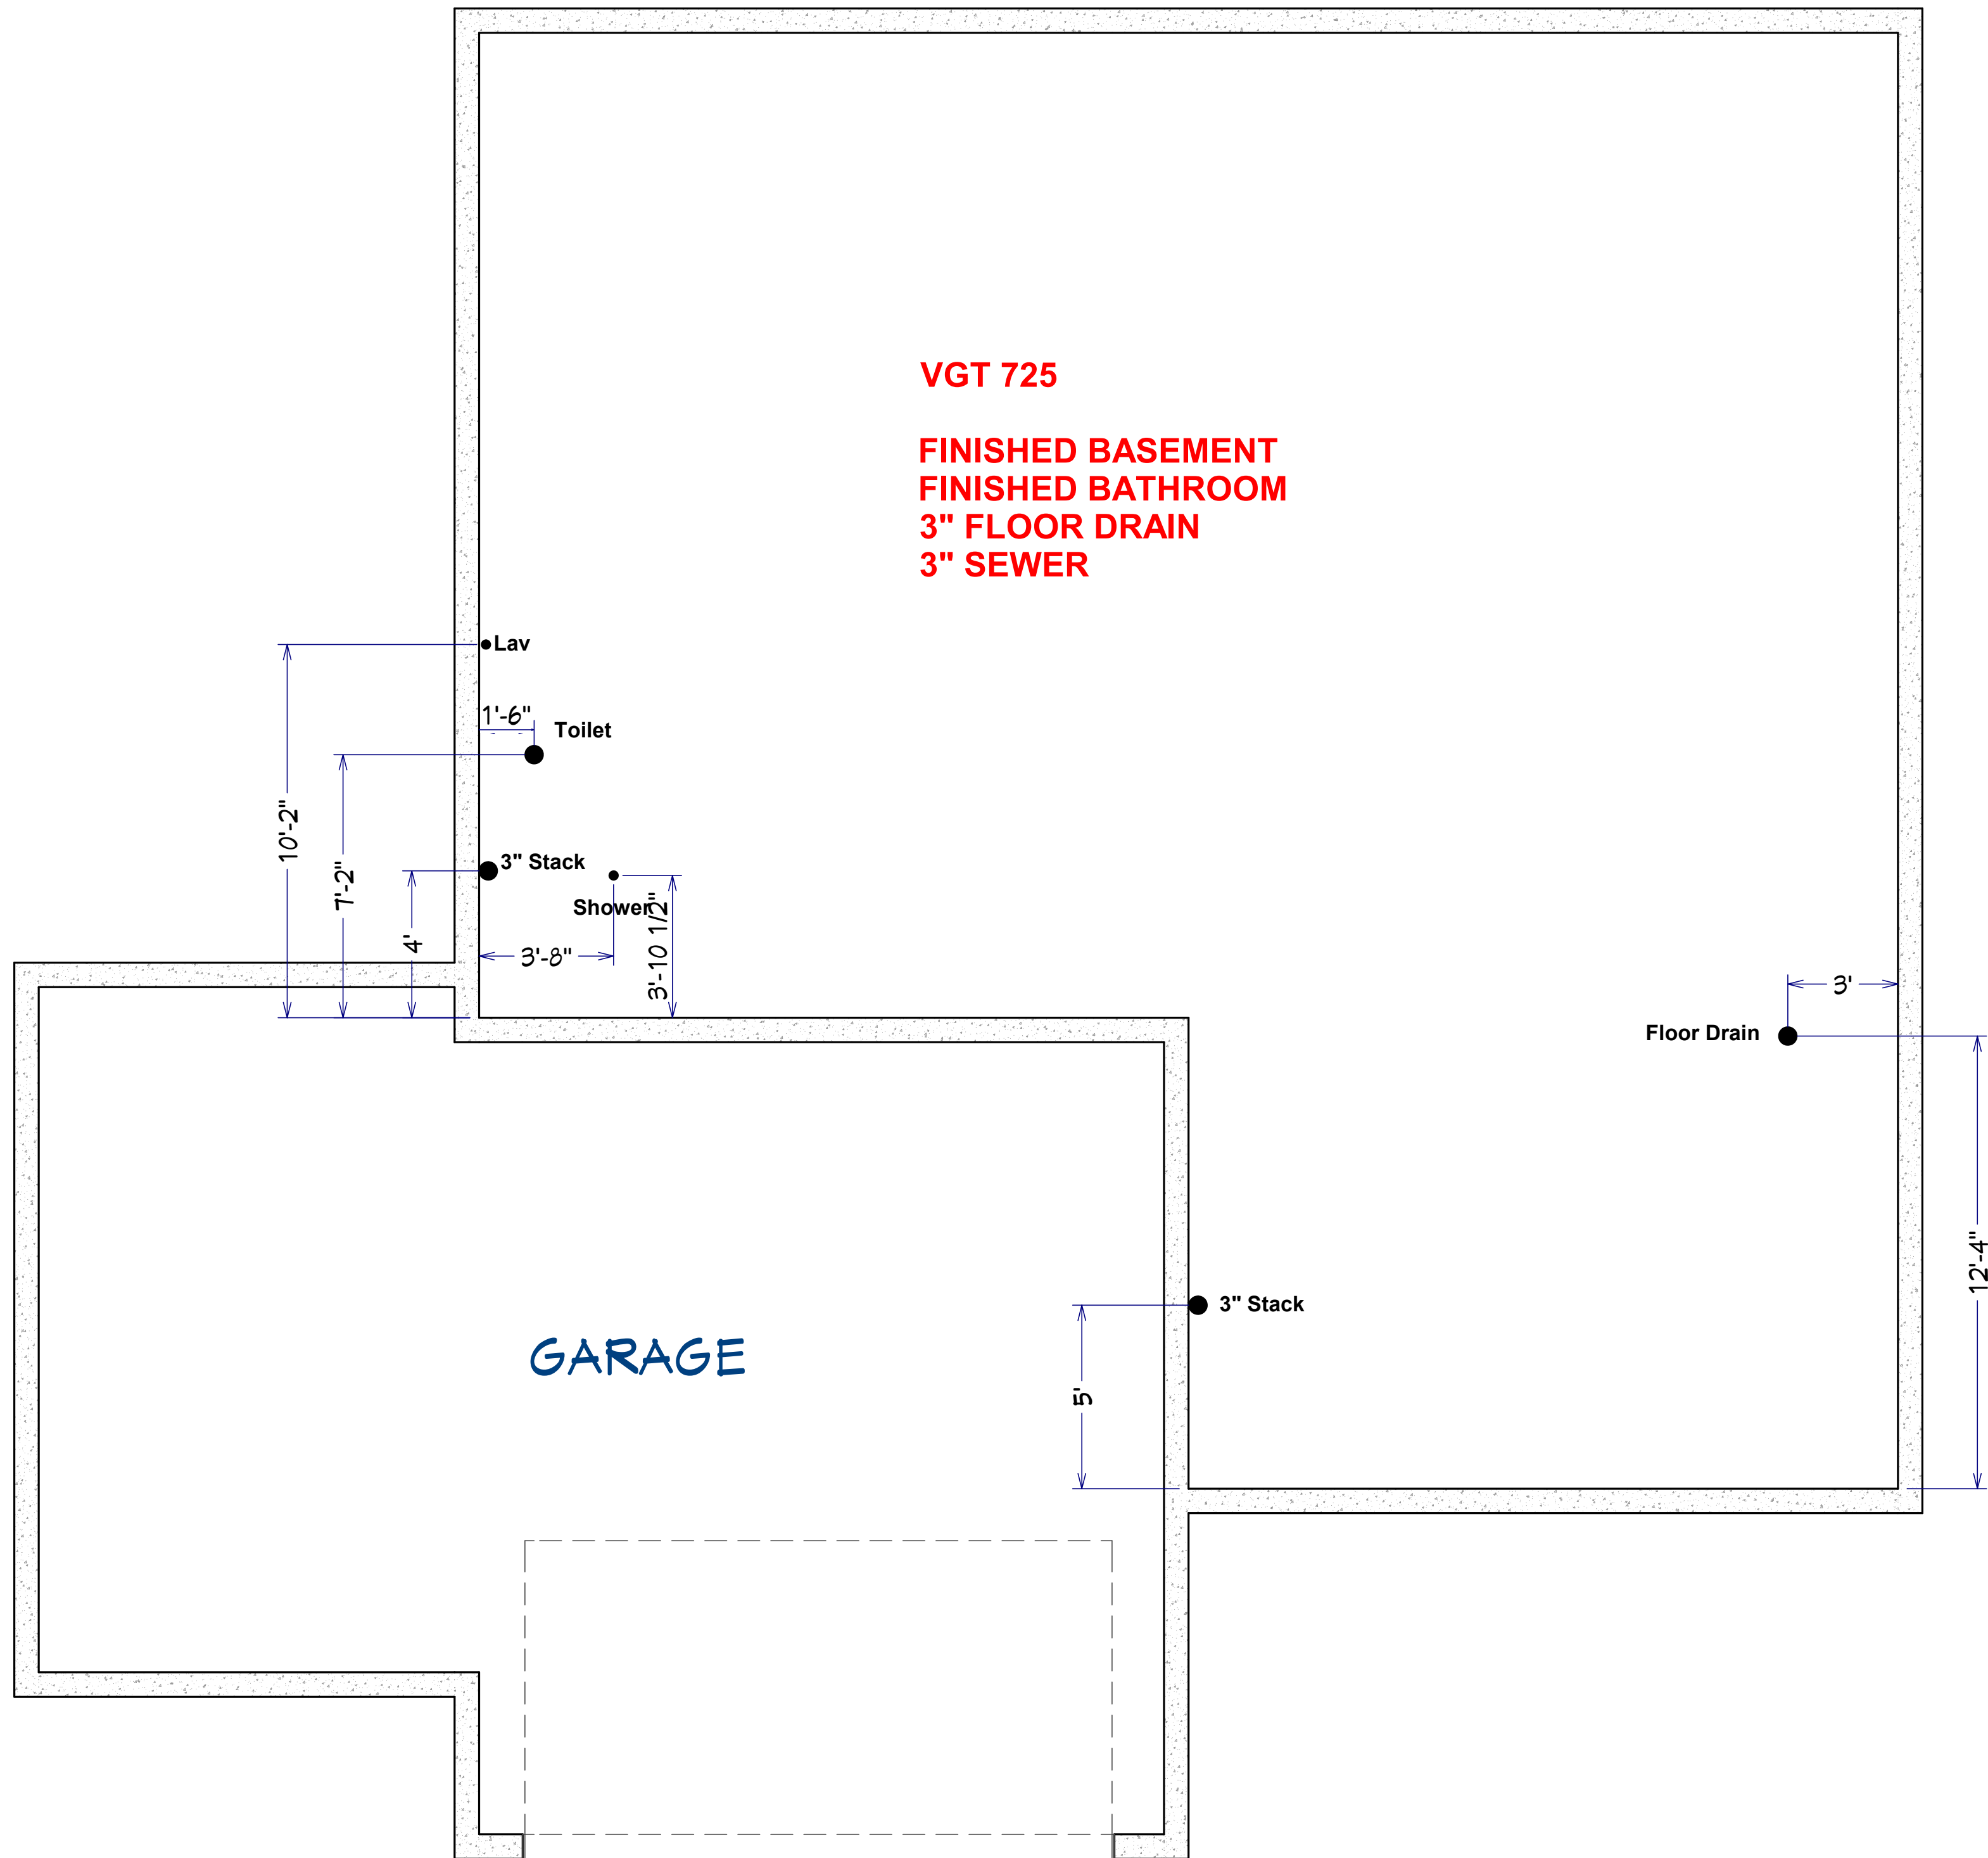 VGT 725
FINISHED BASEMENT
FINISHED BATHROOM
3" FLOOR DRAIN
3" SEWER
Lav
1'-6"
Toilet
10'-2"
7'-2"
3" Stack
4'
Shower
3'-8"
3'-10 1/2"
3'
Floor Drain
12'-4"
3" Stack
5'
GARAGE